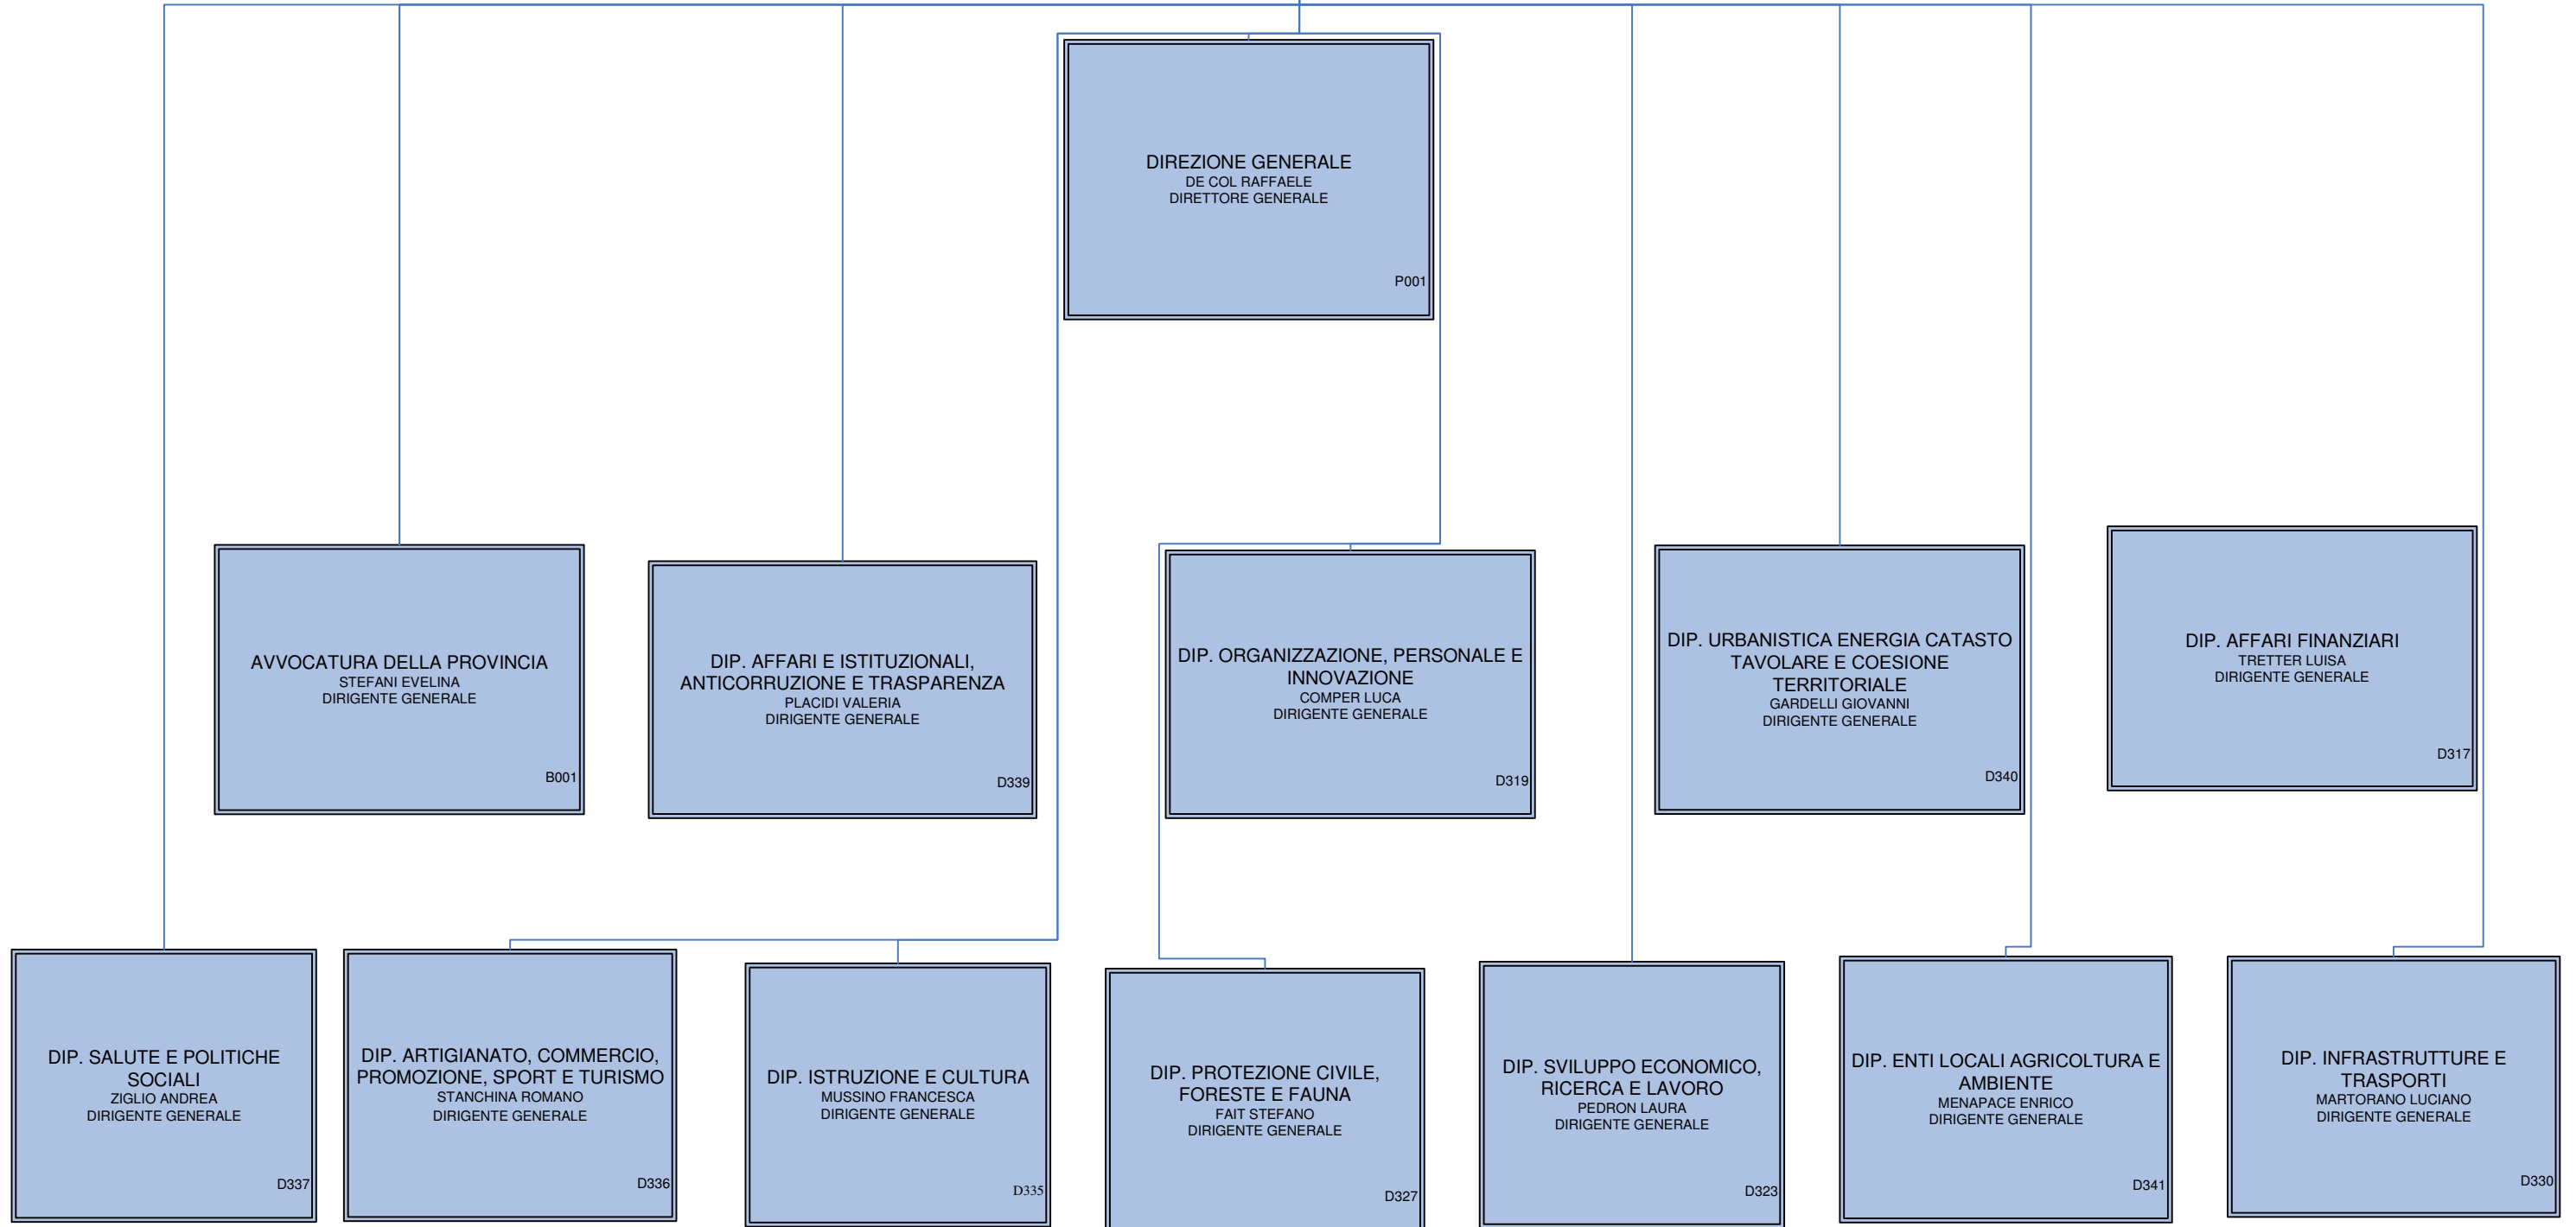 DIREZIONE GENERALE
DE COL RAFFAELE
DIRETTORE GENERALE
P001
AVVOCATURA DELLA PROVINCIA
STEFANI EVELINA
DIRIGENTE GENERALE
B001
DIP. AFFARI E ISTITUZIONALI,
ANTICORRUZIONE E TRASPARENZA
PLACIDI VALERIA
DIRIGENTE GENERALE
D339
DIP. ORGANIZZAZIONE, PERSONALE E
INNOVAZIONE
COMPER LUCA
DIRIGENTE GENERALE
D319
DIP. URBANISTICA ENERGIA CATASTO
TAVOLARE E COESIONE
TERRITORIALE
GARDELLI GIOVANNI
DIRIGENTE GENERALE
D340
DIP. AFFARI FINANZIARI
TRETTER LUISA
DIRIGENTE GENERALE
D317
DIP. SALUTE E POLITICHE
SOCIALI
ZIGLIO ANDREA
DIRIGENTE GENERALE
D337
DIP. ARTIGIANATO, COMMERCIO,
PROMOZIONE, SPORT E TURISMO
STANCHINA ROMANO
DIRIGENTE GENERALE
D336
DIP. ISTRUZIONE E CULTURA
MUSSINO FRANCESCA
DIRIGENTE GENERALE
D335
DIP. PROTEZIONE CIVILE,
FORESTE E FAUNA
FAIT STEFANO
DIRIGENTE GENERALE
D327
DIP. SVILUPPO ECONOMICO,
RICERCA E LAVORO
PEDRON LAURA
DIRIGENTE GENERALE
D323
DIP. ENTI LOCALI AGRICOLTURA E
AMBIENTE
MENAPACE ENRICO
DIRIGENTE GENERALE
D341
DIP. INFRASTRUTTURE E
TRASPORTI
MARTORANO LUCIANO
DIRIGENTE GENERALE
D330